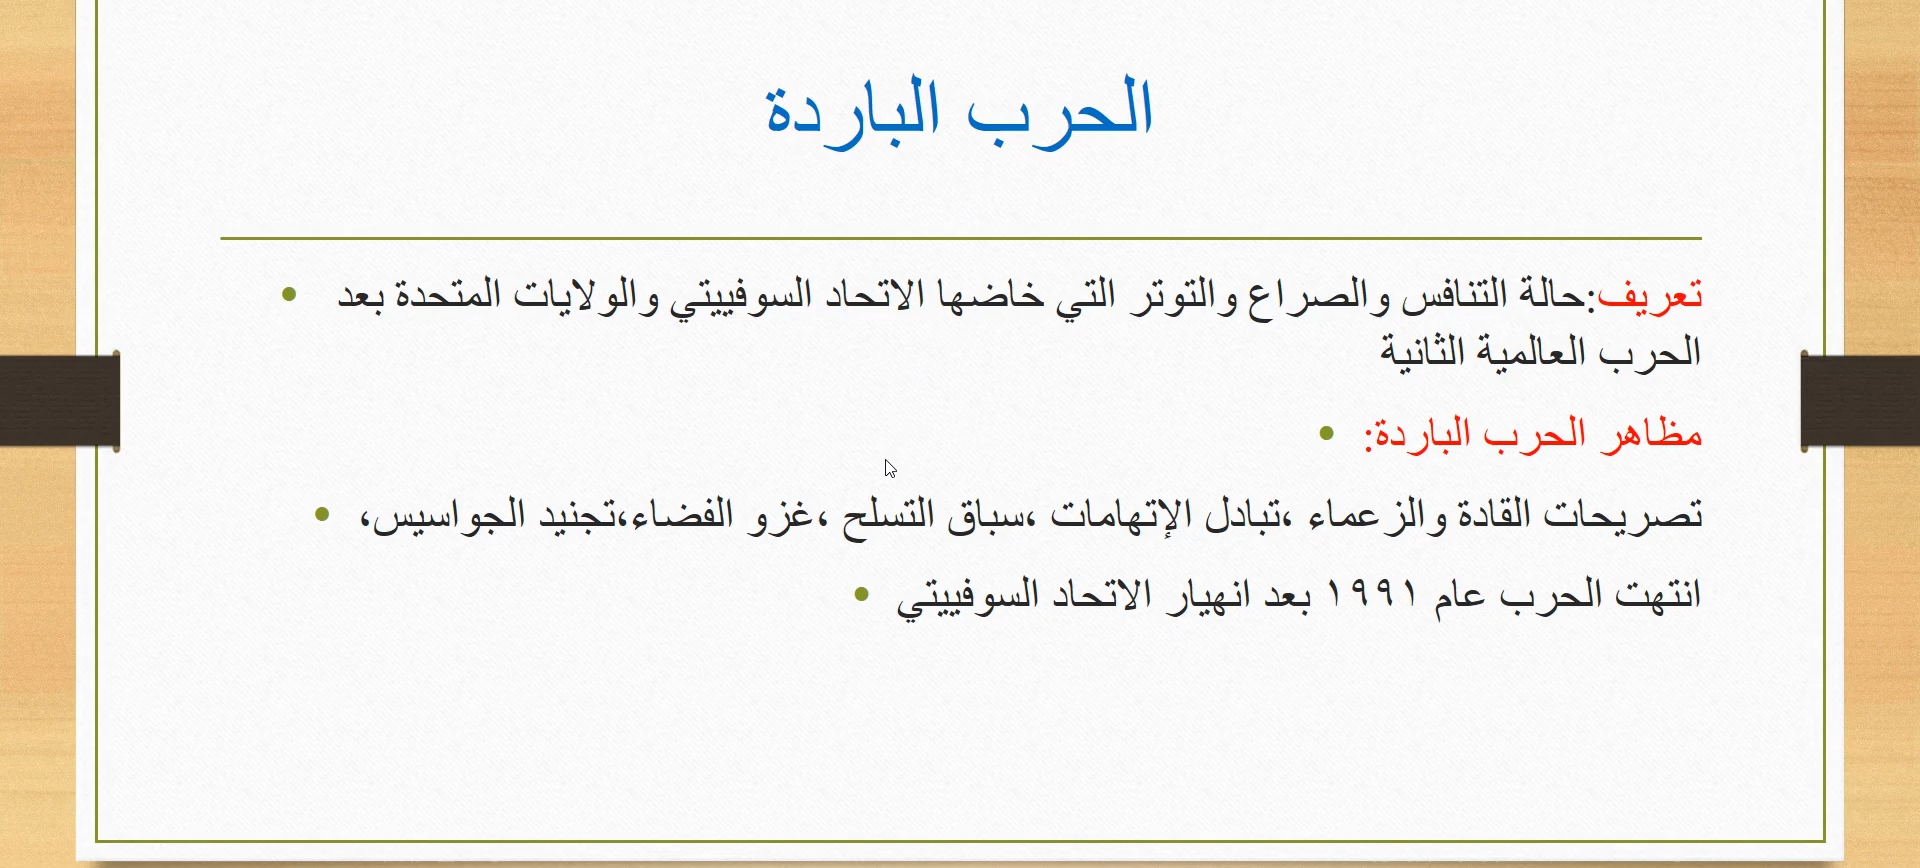 الحرب الباردة
تعريف:حالة التنافس والصراع والتوتر التي خاضها الاتحاد السوفييتي والولايات المتحدة بعد
الحرب العالمية الثانية
مظاهر الحرب الباردة:
تصريحات القادة والزعماء ،تبادل الإتهامات ،سباق التسلح ،غزو الفضاء،تجنيد الجواسيس،
انتهت الحرب عام ١٩٩١ بعد انهيار الاتحاد السوفييتي